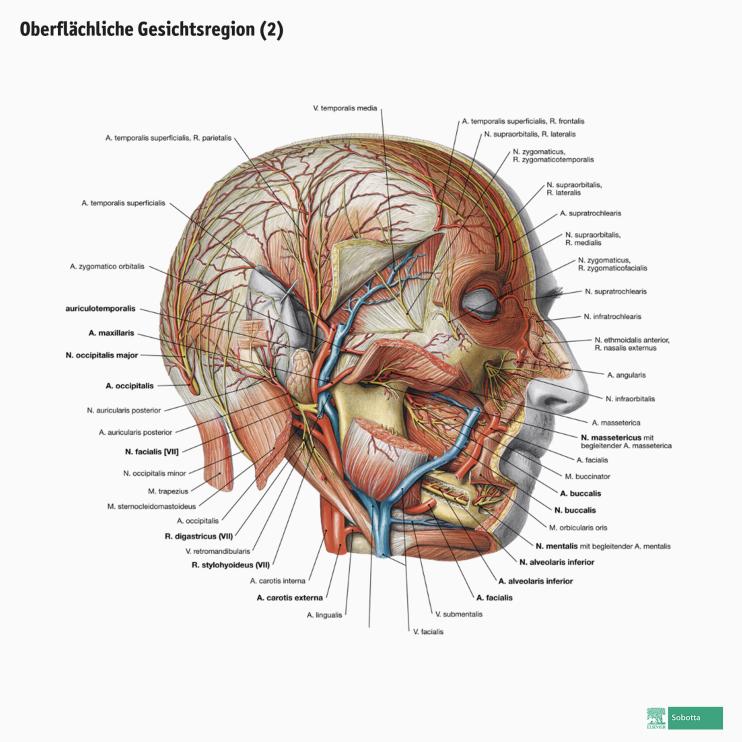 Oberflächliche Gesichtsregion (2)
V. temporalis media
A. temporalis superficialis, R. parietalis
A. temporalis superficialis
A. zygomatico orbitalis
auriculotemporalis
A. maxillaris
N. occipitalis major
A. occipitalis
N. auricularis posterior
A. auricularis posterior
N. facialis [VII]
N. occipitalis minor
M. trapezius
M. sternocleidomastoideus
A. occipitalis
R. digastricus (VII)
V. retromandibularis
R. stylohyoideus (VII)
A. carotis interna
A. carotis externa
A. lingualis
A. temporalis superficialis, R. frontalis
N. supraorbitalis, R. lateralis
N. zygomaticus,
R. zygomaticotemporalis
N. supraorbitalis,
R. lateralis
A. supratrochlearis
N. supraorbitalis,
R. medialis
N. zygomaticus,
R. zygomaticofacialis
N. supratrochlearis
N. infratrochlearis
N. ethmoidalis anterior,
R. nasalis externus
A. angularis
N. infraorbitalis
A. masseterica
N. massetericus mit
begleitender A. masseterica
A. facialis
M. buccinator
A. buccalis
N. buccalis
M. orbicularis oris
N. mentalis mit begleitender A. mentalis
N. alveolaris inferior
A. alveolaris inferior
A. facialis
V. submentalis
V. facialis
ELSEVIER
Sobotta